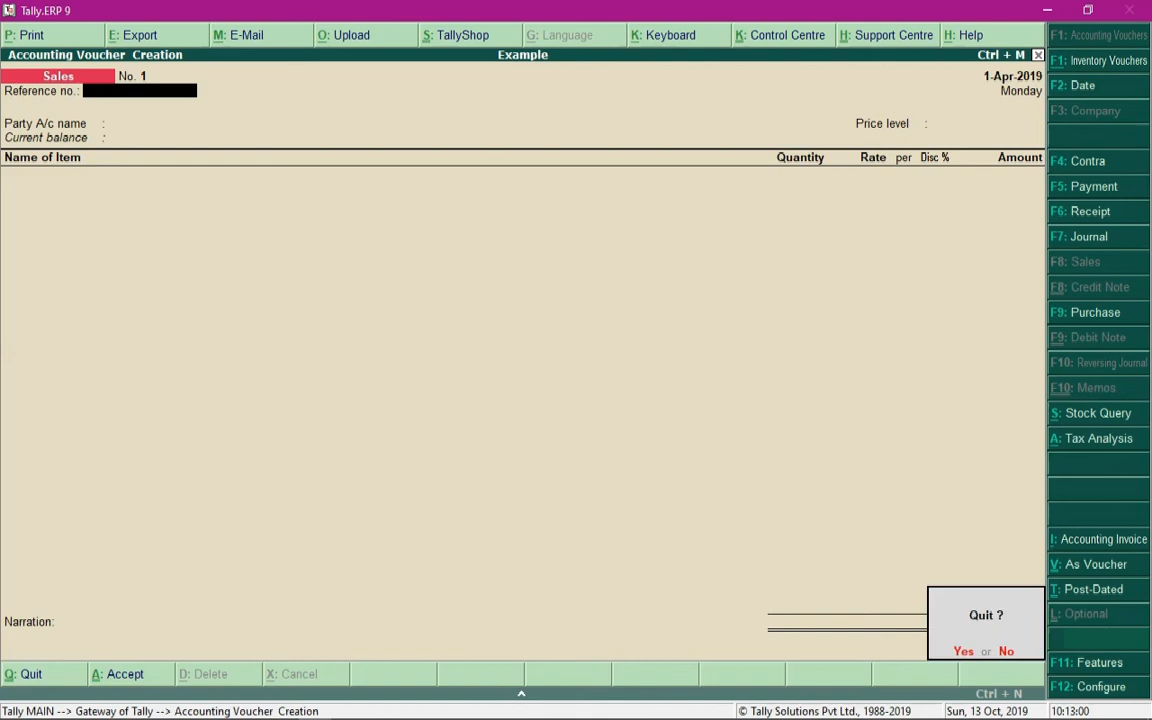 Tally.ERP 9
P: Print E: Export M: E-Mail O: Upload S: TallyShop G: Language K: Keyboard K: Control Centre H: Support Centre H: Help
Accounting Voucher Creation Example Ctrl + M
Sales No. 1 1-Apr-2019
Reference no.: Monday
Party A/c name : Price level :
Current balance :
Name of Item Quantity Rate per Disc % Amount
Narration:
Quit ?
Yes or No
Q: Quit A: Accept D: Delete X: Cancel
Ctrl + N
Tally MAIN --> Gateway of Tally --> Accounting Voucher Creation © Tally Solutions Pvt Ltd., 1988-2019 Sun, 13 Oct, 2019 10:13:00
F1: Accounting Vouchers
F1: Inventory Vouchers
F2: Date
F3: Company
F4: Contra
F5: Payment
F6: Receipt
F7: Journal
F8: Sales
F8: Credit Note
F9: Purchase
F9: Debit Note
F10: Reversing Journal
F10: Memos
S: Stock Query
A: Tax Analysis
I: Accounting Invoice
V: As Voucher
T: Post-Dated
L: Optional
F11: Features
F12: Configure